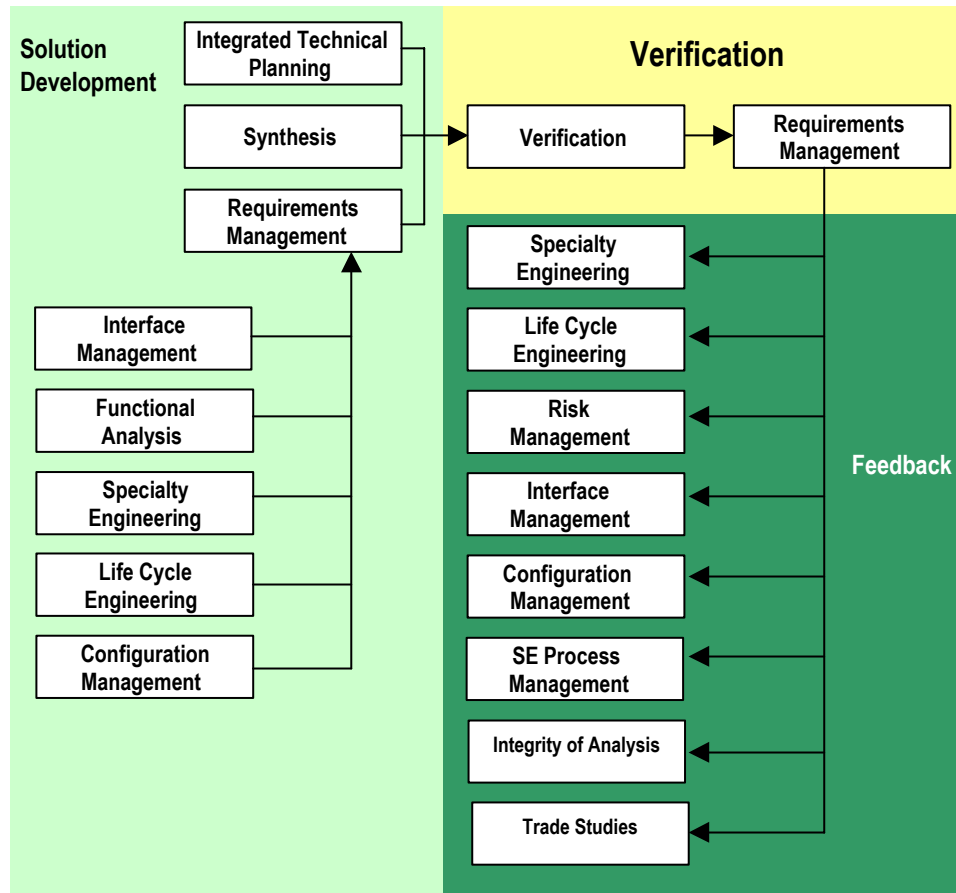 Solution
Development
Integrated Technical
Planning
Synthesis
Requirements
Management
Interface
Management
Functional
Analysis
Specialty
Engineering
Life Cycle
Engineering
Configuration
Management
Verification
Verification
Requirements
Management
Specialty
Engineering
Life Cycle
Engineering
Risk
Management
Interface
Management
Configuration
Management
SE Process
Management
Integrity of Analysis
Trade Studies
Feedback